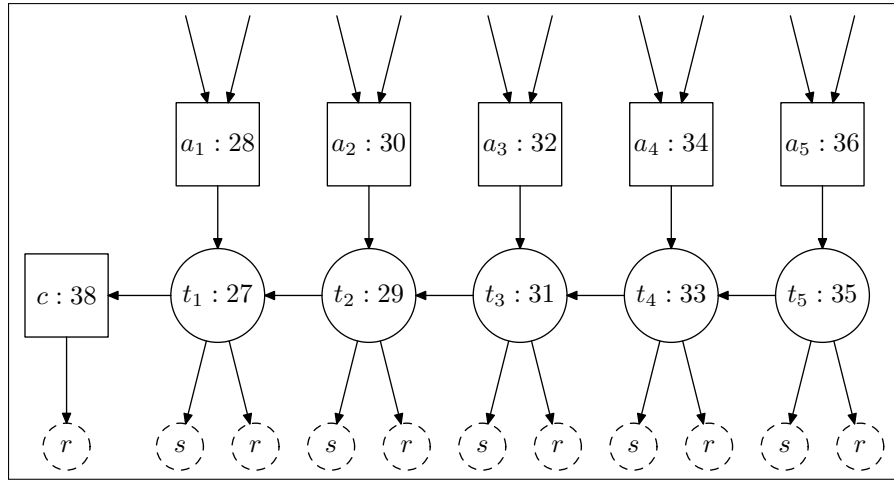 a₁ : 28 a₂ : 30 a₃ : 32 a₄ : 34 a₅ : 36
c : 38 t₁ : 27 t₂ : 29 t₃ : 31 t₄ : 33 t₅ : 35
r s r s r s r s r s r